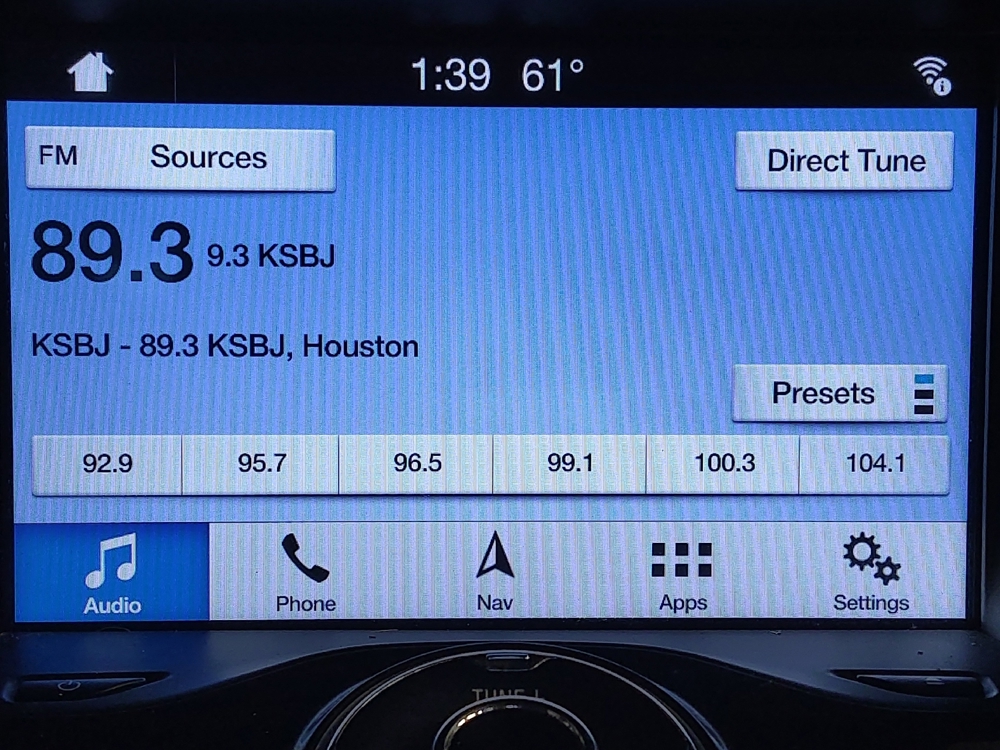 1:39 61°
FM Sources
Direct Tune
89.3 9.3 KSBJ
KSBJ - 89.3 KSBJ, Houston
Presets
92.9 95.7 96.5 99.1 100.3 104.1
Audio Phone Nav Apps Settings
TUNE